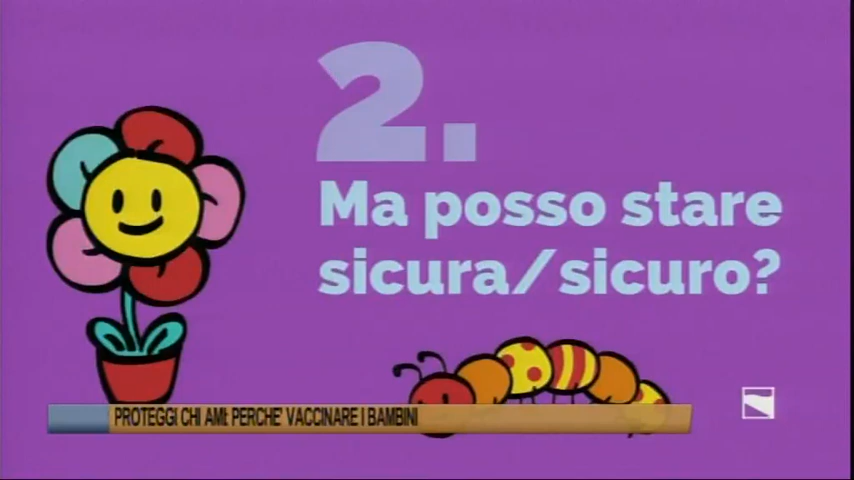 2.
Ma posso stare
sicura/sicuro?
PROTEGGI CHI AMI: PERCHE' VACCINARE I BAMBINI